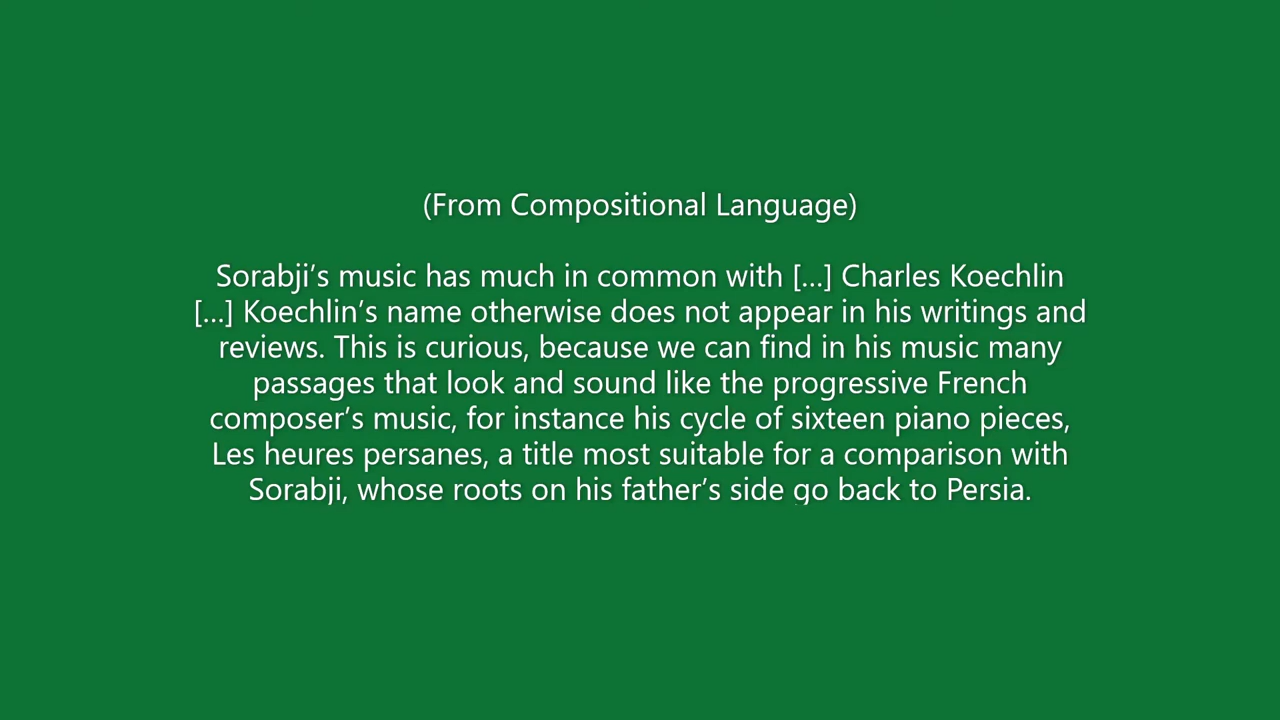 (From Compositional Language)
Sorabji’s music has much in common with [...] Charles Koechlin
[...] Koechlin’s name otherwise does not appear in his writings and
reviews. This is curious, because we can find in his music many
passages that look and sound like the progressive French
composer’s music, for instance his cycle of sixteen piano pieces,
Les heures persanes, a title most suitable for a comparison with
Sorabji, whose roots on his father’s side go back to Persia.